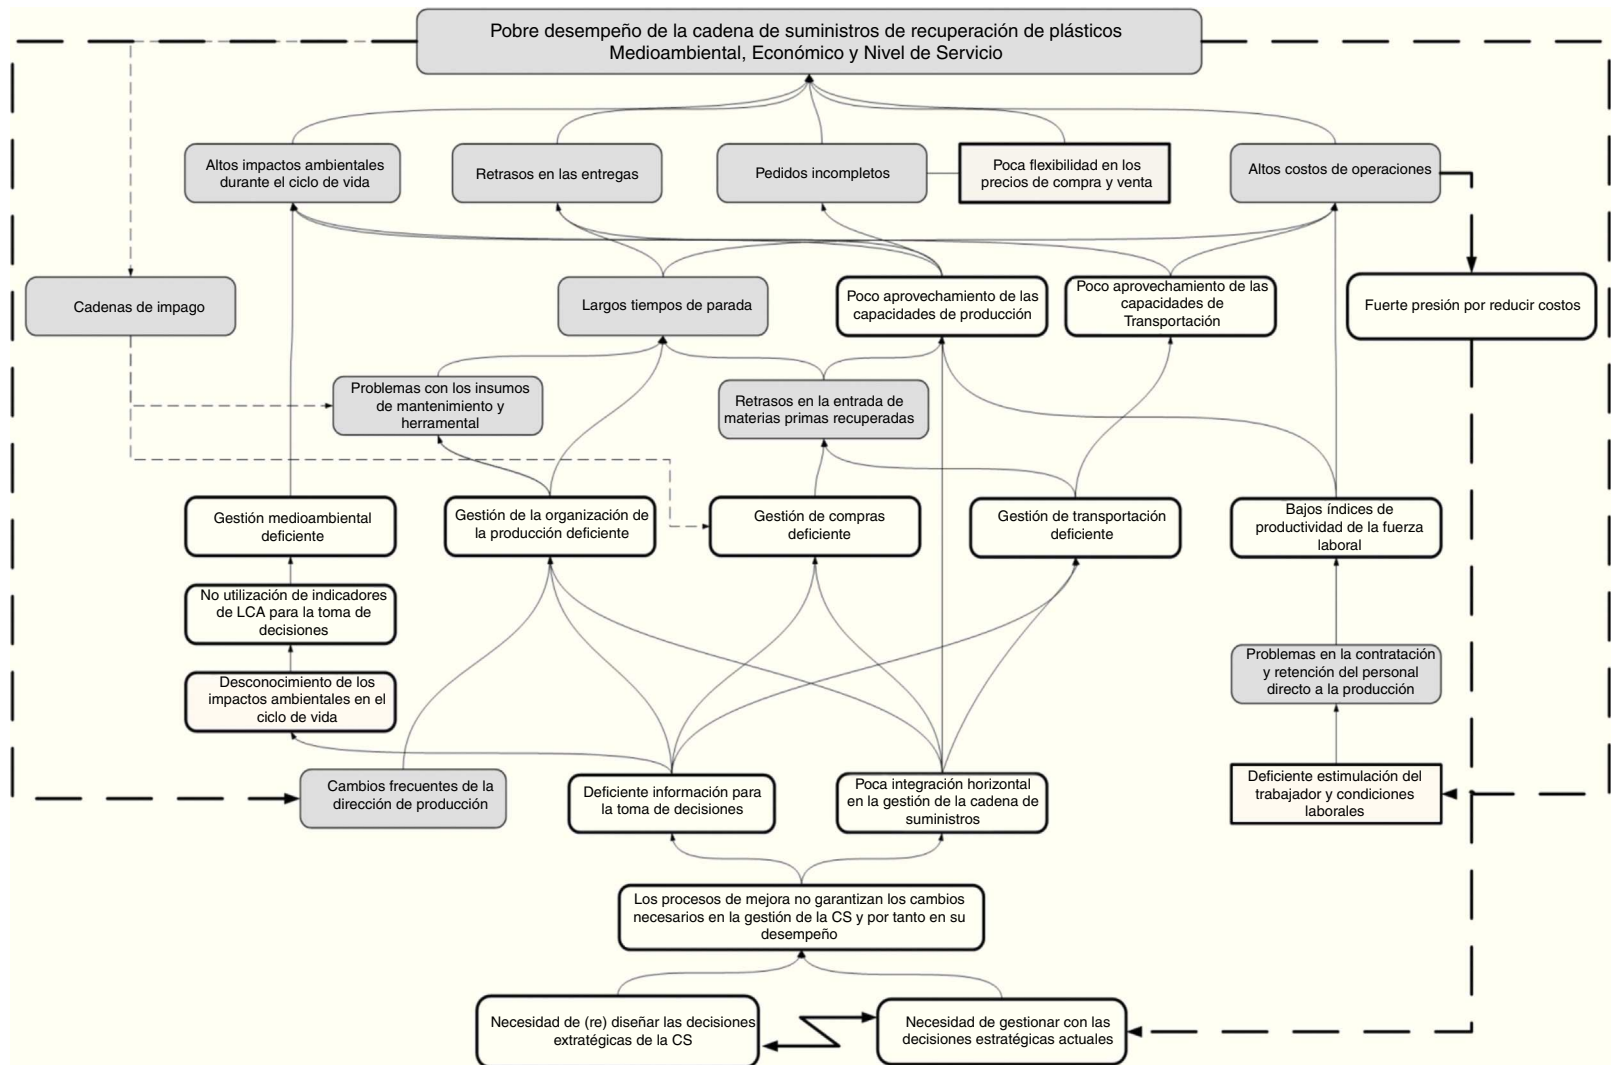 Pobre desempeño de la cadena de suministros de recuperación de plásticos
Medioambiental, Económico y Nivel de Servicio
Altos impactos ambientales
durante el ciclo de vida
Retrasos en las entregas
Pedidos incompletos
Poca flexibilidad en los
precios de compra y venta
Altos costos de operaciones
Cadenas de impago
Largos tiempos de parada
Poco aprovechamiento de las
capacidades de producción
Poco aprovechamiento de las
capacidades de
Transportación
Fuerte presión por reducir costos
Problemas con los insumos
de mantenimiento y
herramental
Retrasos en la entrada de
materias primas recuperadas
Gestión medioambiental
deficiente
Gestión de la organización de
la producción deficiente
Gestión de compras
deficiente
Gestión de transportación
deficiente
Bajos índices de
productividad de la fuerza
laboral
No utilización de indicadores
de LCA para la toma de
decisiones
Desconocimiento de los
impactos ambientales en el
ciclo de vida
Problemas en la contratación
y retención del personal
directo a la producción
Cambios frecuentes de la
dirección de producción
Deficiente información para
la toma de decisiones
Poca integración horizontal
en la gestión de la cadena de
suministros
Deficiente estimulación del
trabajador y condiciones
laborales
Los procesos de mejora no garantizan los cambios
necesarios en la gestión de la CS y por tanto en su
desempeño
Necesidad de (re) diseñar las decisiones
extratégicas de la CS
Necesidad de gestionar con las
decisiones estratégicas actuales